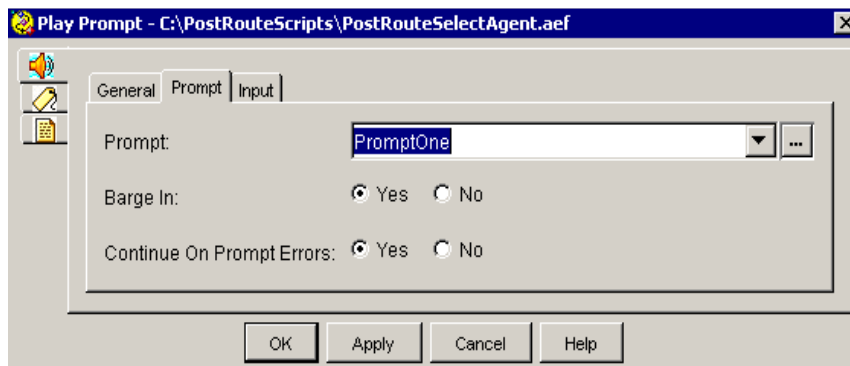 Play Prompt - C:\PostRouteScripts\PostRouteSelectAgent.aef
General Prompt Input
Prompt: PromptOne ...
Barge In: Yes No
Continue On Prompt Errors: Yes No
OK Apply Cancel Help